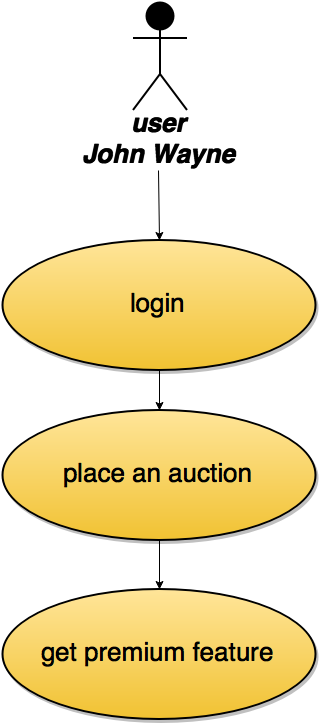 user
John Wayne
login
place an auction
get premium feature